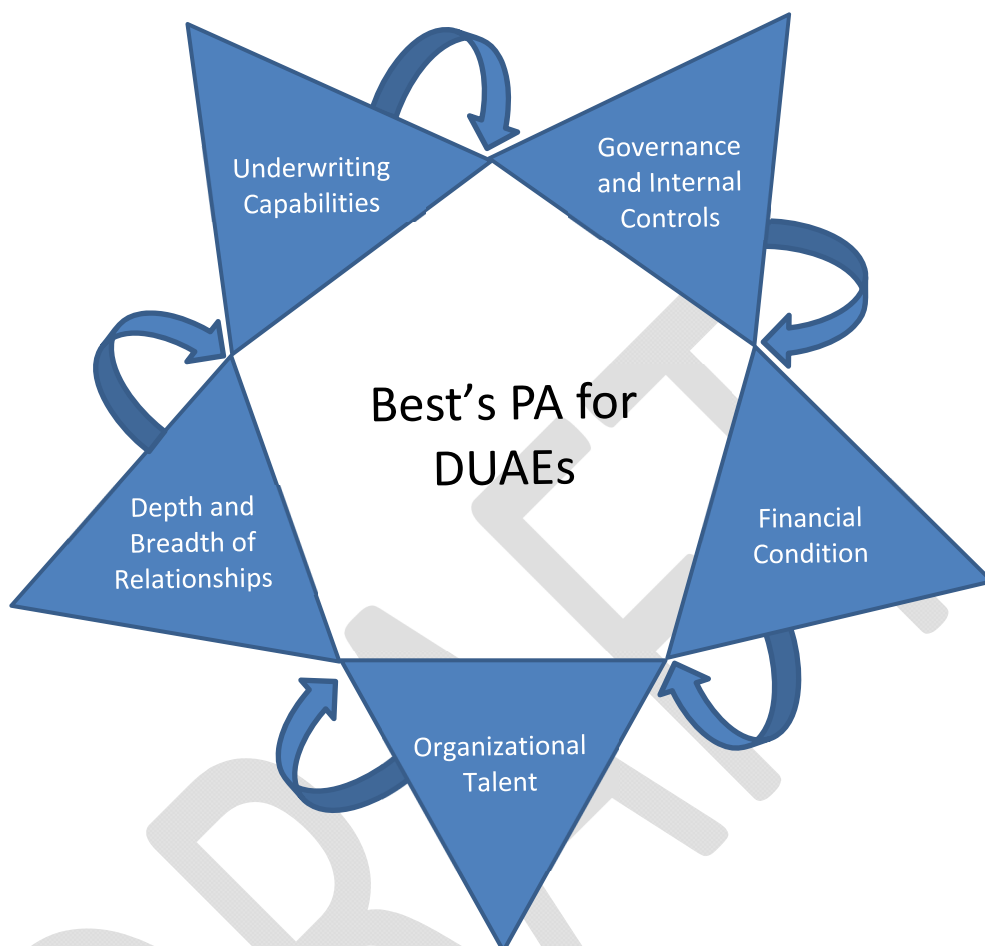 Underwriting
Capabilities
Governance
and Internal
Controls
Best's PA for
DUAEs
Depth and
Breadth of
Relationships
Financial
Condition
Organizational
Talent
DRAFT